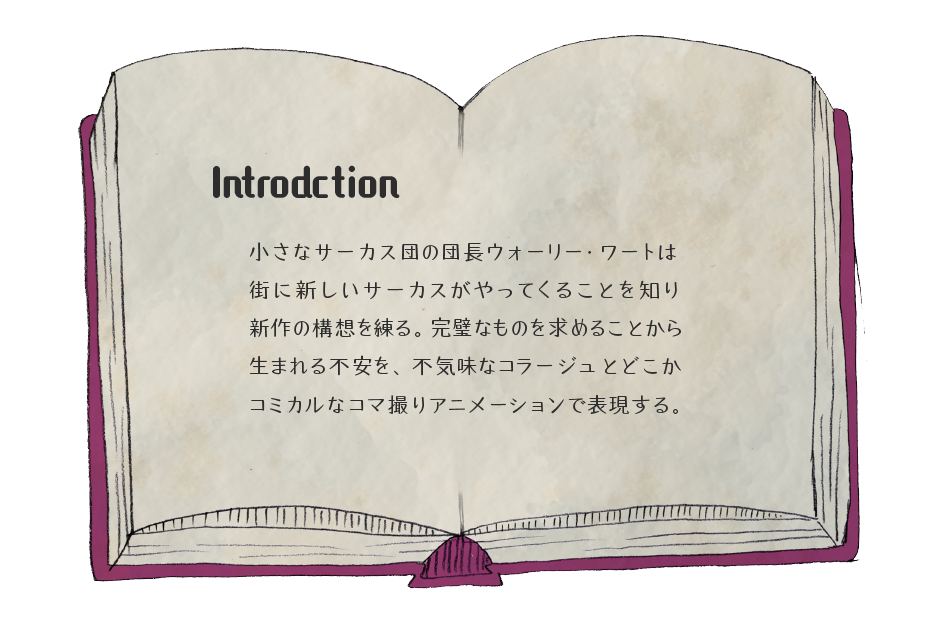 Introdction
小さなサーカス団の団長ウォーリー・ワートは
街に新しいサーカスがやってくることを知り
新作の構想を練る。完璧なものを求めることから
生まれる不安を、不気味なコラージュとどこか
コミカルなコマ撮りアニメーションで表現する。